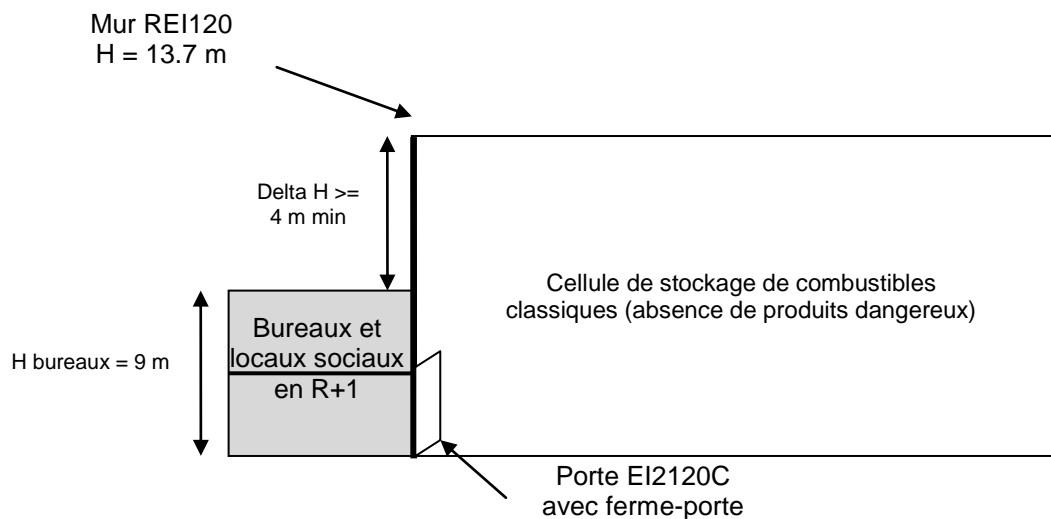 Mur REI120
H = 13.7 m
Delta H >=
4 m min
Cellule de stockage de combustibles
classiques (absence de produits dangereux)
Bureaux et
locaux sociaux
en R+1
H bureaux = 9 m
Porte EI2120C
avec ferme-porte